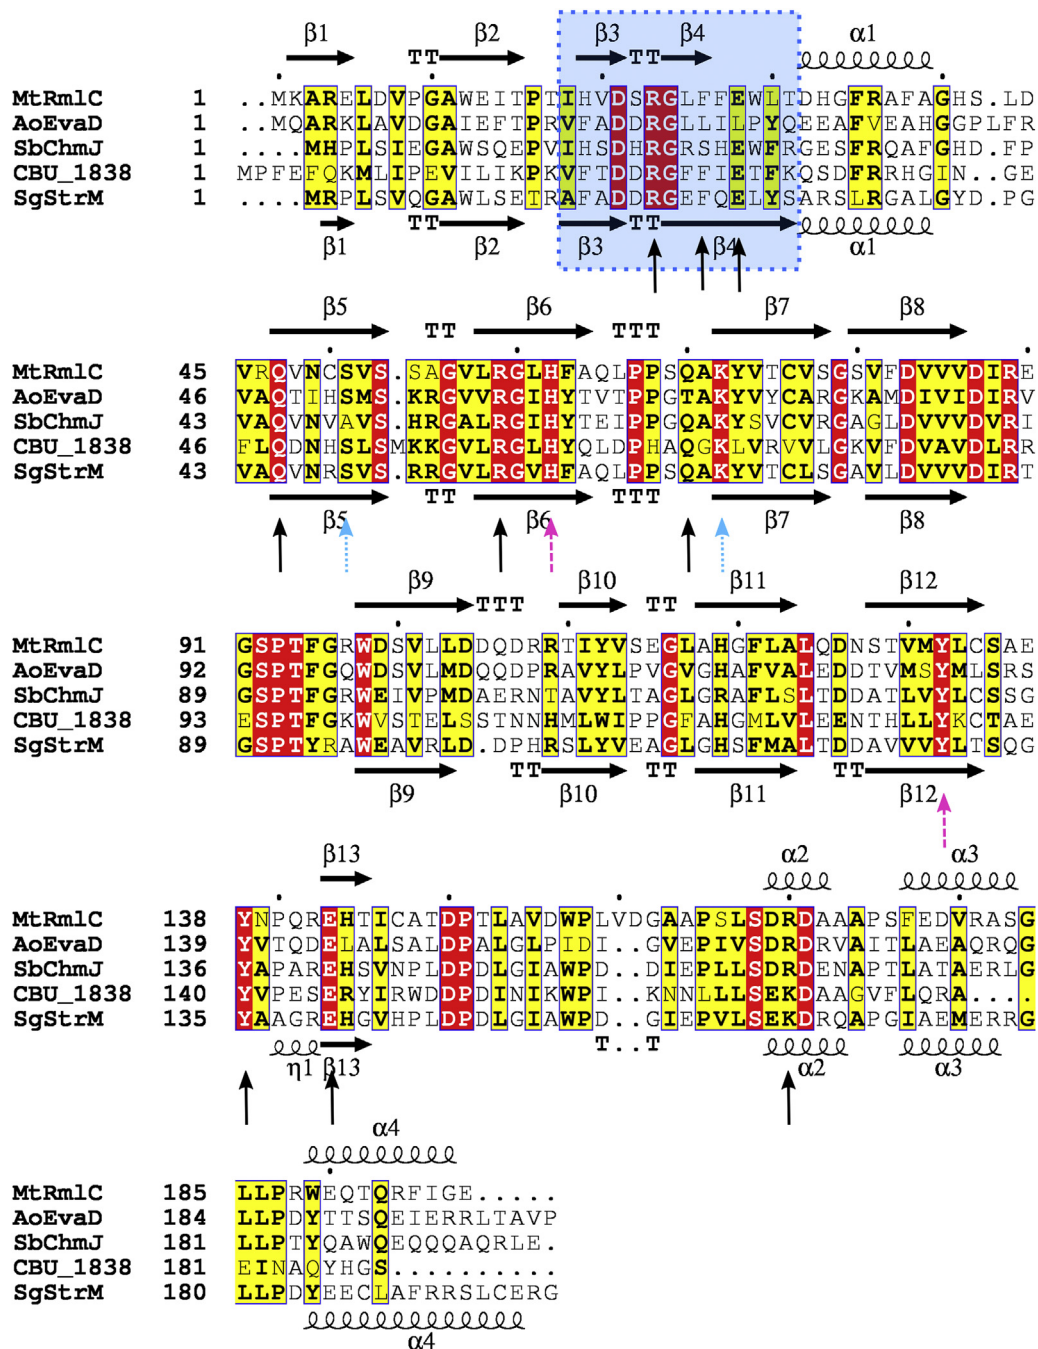 β1 β2 β3 β4 α1
TT TT
MtRmlC 1 ..MKARELDVPGAWEITPTIHVDSRGLFFEWLTDHGFRAFAGHS.LD
AoEvaD 1 ..MQARKLAVDGAIEFTPRVFADDRGLLILPYQEEAFVEAHGGPLFR
SbChmJ 1 ....MHPLSIEGAWSQEPVIHSDHRGRSHEWFRGESFRQAFGHD.FP
CBU_1838 1 MPFEFQKMLIPEVILIKPKVFTDDRGFFIETFKQSDFRRHGIN..GE
SgStrM 1 ....MRPLSVQGAWLSETRAFADDRGEFQELYSARSLRGALGYD.PG
TT TT
β1 β2 β3 β4 α1
β5 β6 β7 β8
TT TTT
MtRmlC 45 VRQVNCSVS.SAGVLRGLHFAQLPPSQAKYVTCVSGSVFDVVVDIRE
AoEvaD 46 VAQTIHSMS.KRGVVRGIHYTVTPPGTAKYVYCARGKAMDIVIDIRV
SbChmJ 43 VAQVNVAVS.HRGALRGIHYTEIPPGQAKYSVCVRGAGLDVVVDVRI
CBU_1838 46 FLQDNHSLSMKKGVLRGLHYQLDPHAQGKLVRVVLGKVFDVAVDLRR
SgStrM 43 VAQVNRSVS.RRGVLRGVHFAQLPPSQAKYVTCLSGAVLDVVVDIRT
TT TTT
β5 β6 β7 β8
β9 β10 β11 β12
TTT TT
MtRmlC 91 GSPTFGRWDSVLLDDQDRRTIYVSEGLAHGFLALQDNSTVMYLCSAE
AoEvaD 92 GSPTFGQWDSVLMDQQDPRAVYLPVGVGHAFVALEDDTVMSYMLSRS
SbChmJ 89 GSPTFGRWEIVPMDAERNTAVYLTAGLGRAFLSLTDDATLVYLCSSG
CBU_1838 93 ESPTFGKWVSTELSSTNNHMLWIPPGFAHGMLVLEENTHLLYKCTAE
SgStrM 89 GSPTYRAWEAVRLD.DPHRSLYVEAGLGHSFMALTDDAVVVYLTSQG
TT TT TT
β9 β10 β11 β12
β13 α2 α3
MtRmlC 138 YNPQREHTICATDPTLAVDWPLVDGAAPSLSDRDAAAPSFEDVRASG
AoEvaD 139 YVTQDELALSALDPALGLPIDI..GVEPIVSDRDRVAITLAEAQRQG
SbChmJ 136 YAPAREHSVNPLDPDLGIAWPD..DIEPLLSDRDENAPTLATAERLG
CBU_1838 140 YVPESERYIRWDDPDINIKWPI..KNNLLLSEKDAAGVFLQRA....
SgStrM 135 YAAGREHGVHPLDPDLGIAWPD..GIEPVLSEKDRQAPGIAEMERRG
T..T
η1 β13 α2 α3
α4
MtRmlC 185 LLPRWEQTQRFIGE.....
AoEvaD 184 LLPDYTTSQEIERRLTAVP
SbChmJ 181 LLPTYQAWQEQQQAQRLE.
CBU_1838 181 EINAQYHGS..........
SgStrM 180 LLPDYEECLAFRRSLCERG
α4